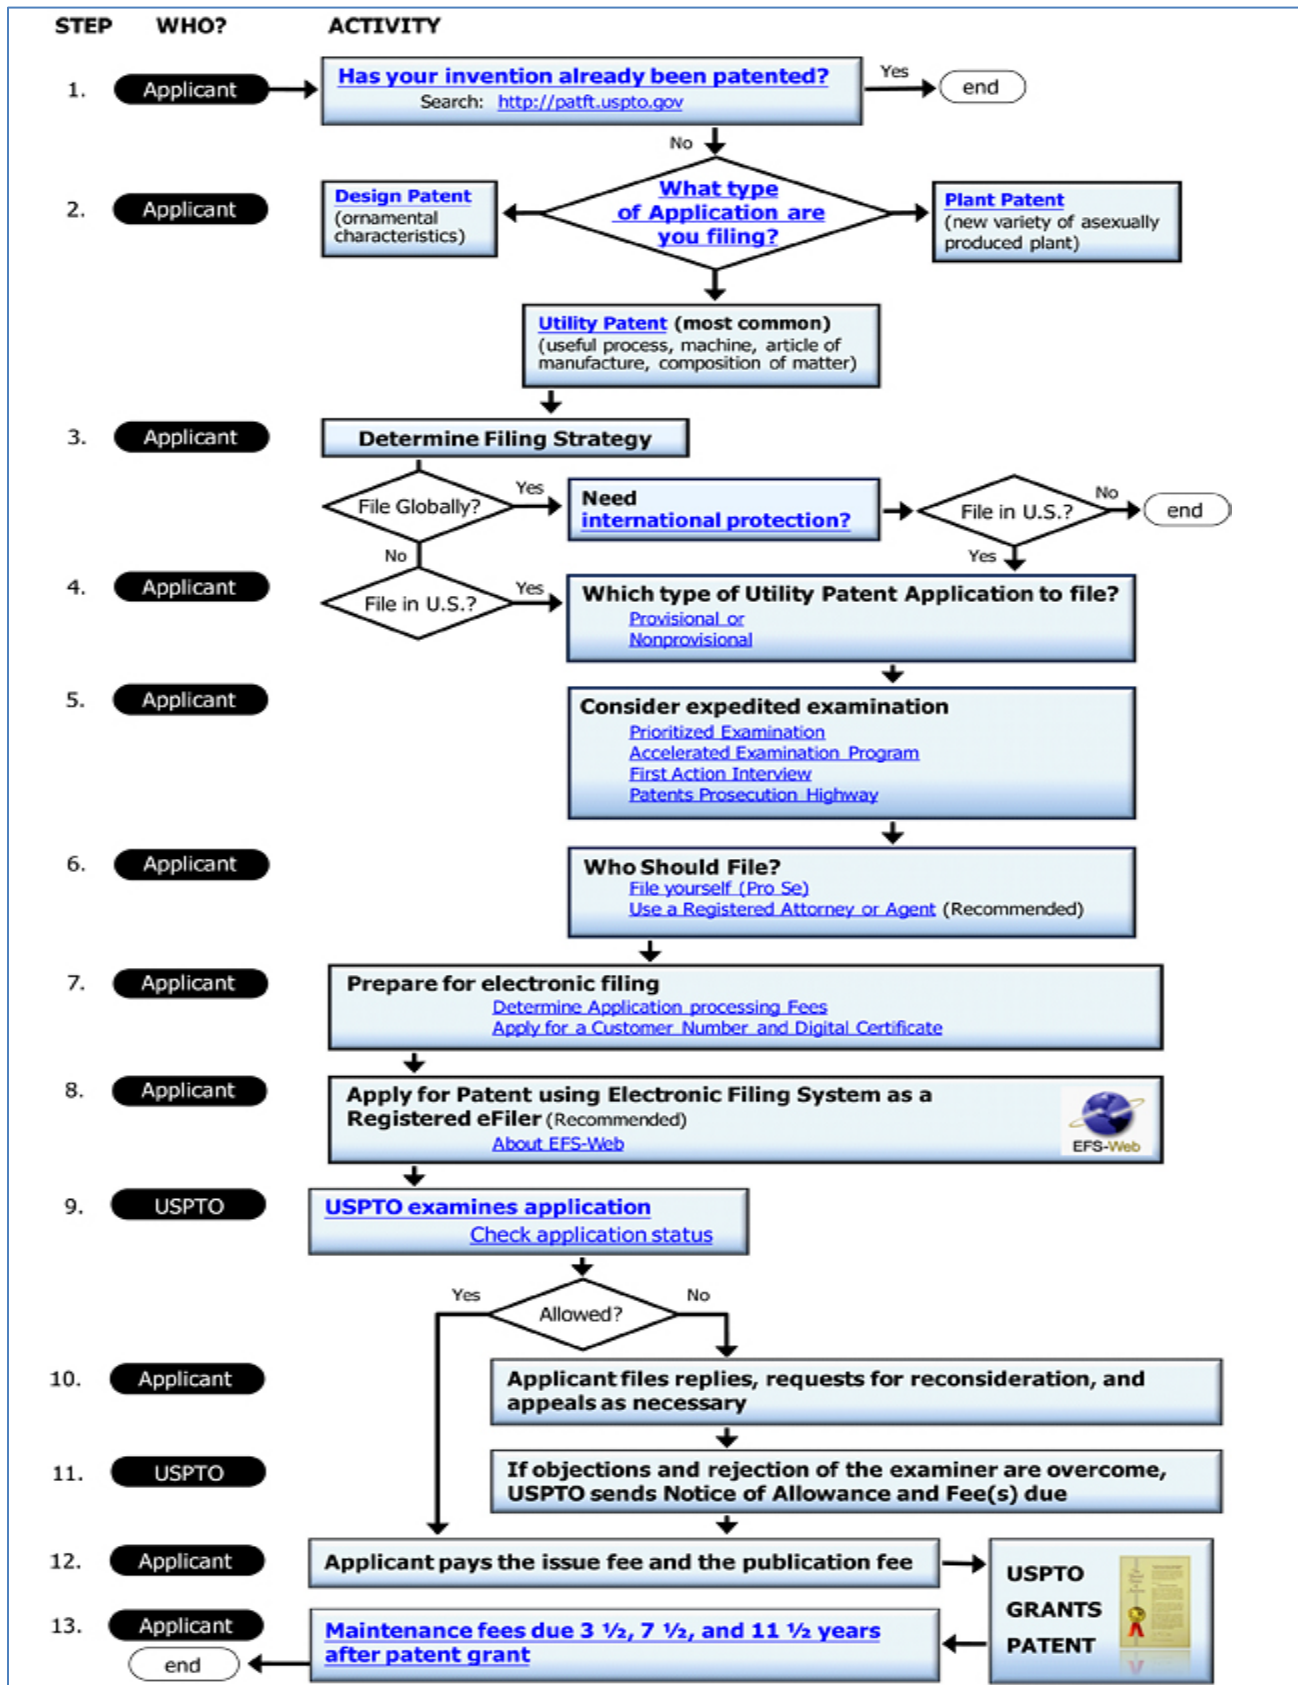 STEP WHO? ACTIVITY
1. Applicant
Has your invention already been patented?
Search: http://patft.uspto.gov
Yes
end
No
2. Applicant
Design Patent
(ornamental
characteristics)
What type
of Application are
you filing?
Plant Patent
(new variety of asexually
produced plant)
Utility Patent (most common)
(useful process, machine, article of
manufacture, composition of matter)
3. Applicant
Determine Filing Strategy
File Globally?
Yes
Need
international protection?
File in U.S.?
No
end
No
Yes
4. Applicant
File in U.S.?
Yes
Which type of Utility Patent Application to file?
Provisional or
Nonprovisional
5. Applicant
Consider expedited examination
Prioritized Examination
Accelerated Examination Program
First Action Interview
Patents Prosecution Highway
6. Applicant
Who Should File?
File yourself (Pro Se)
Use a Registered Attorney or Agent (Recommended)
7. Applicant
Prepare for electronic filing
Determine Application processing Fees
Apply for a Customer Number and Digital Certificate
8. Applicant
Apply for Patent using Electronic Filing System as a
Registered eFiler (Recommended)
About EFS-Web
EFS-Web
9. USPTO
USPTO examines application
Check application status
Yes
Allowed?
No
10. Applicant
Applicant files replies, requests for reconsideration, and
appeals as necessary
11. USPTO
If objections and rejection of the examiner are overcome,
USPTO sends Notice of Allowance and Fee(s) due
12. Applicant
Applicant pays the issue fee and the publication fee
USPTO
GRANTS
PATENT
13. Applicant
Maintenance fees due 3 ½, 7 ½, and 11 ½ years
after patent grant
end